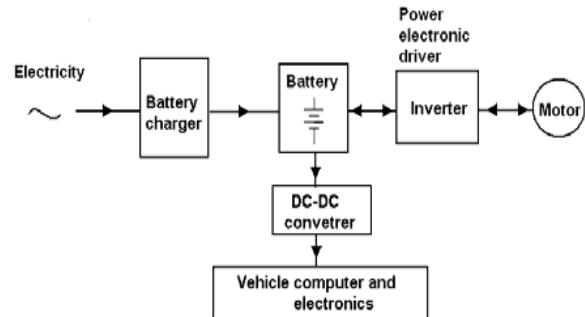 Power
electronic
driver
Electricity
Battery
charger
Battery
Inverter
Motor
DC-DC
convetrer
Vehicle computer and
electronics